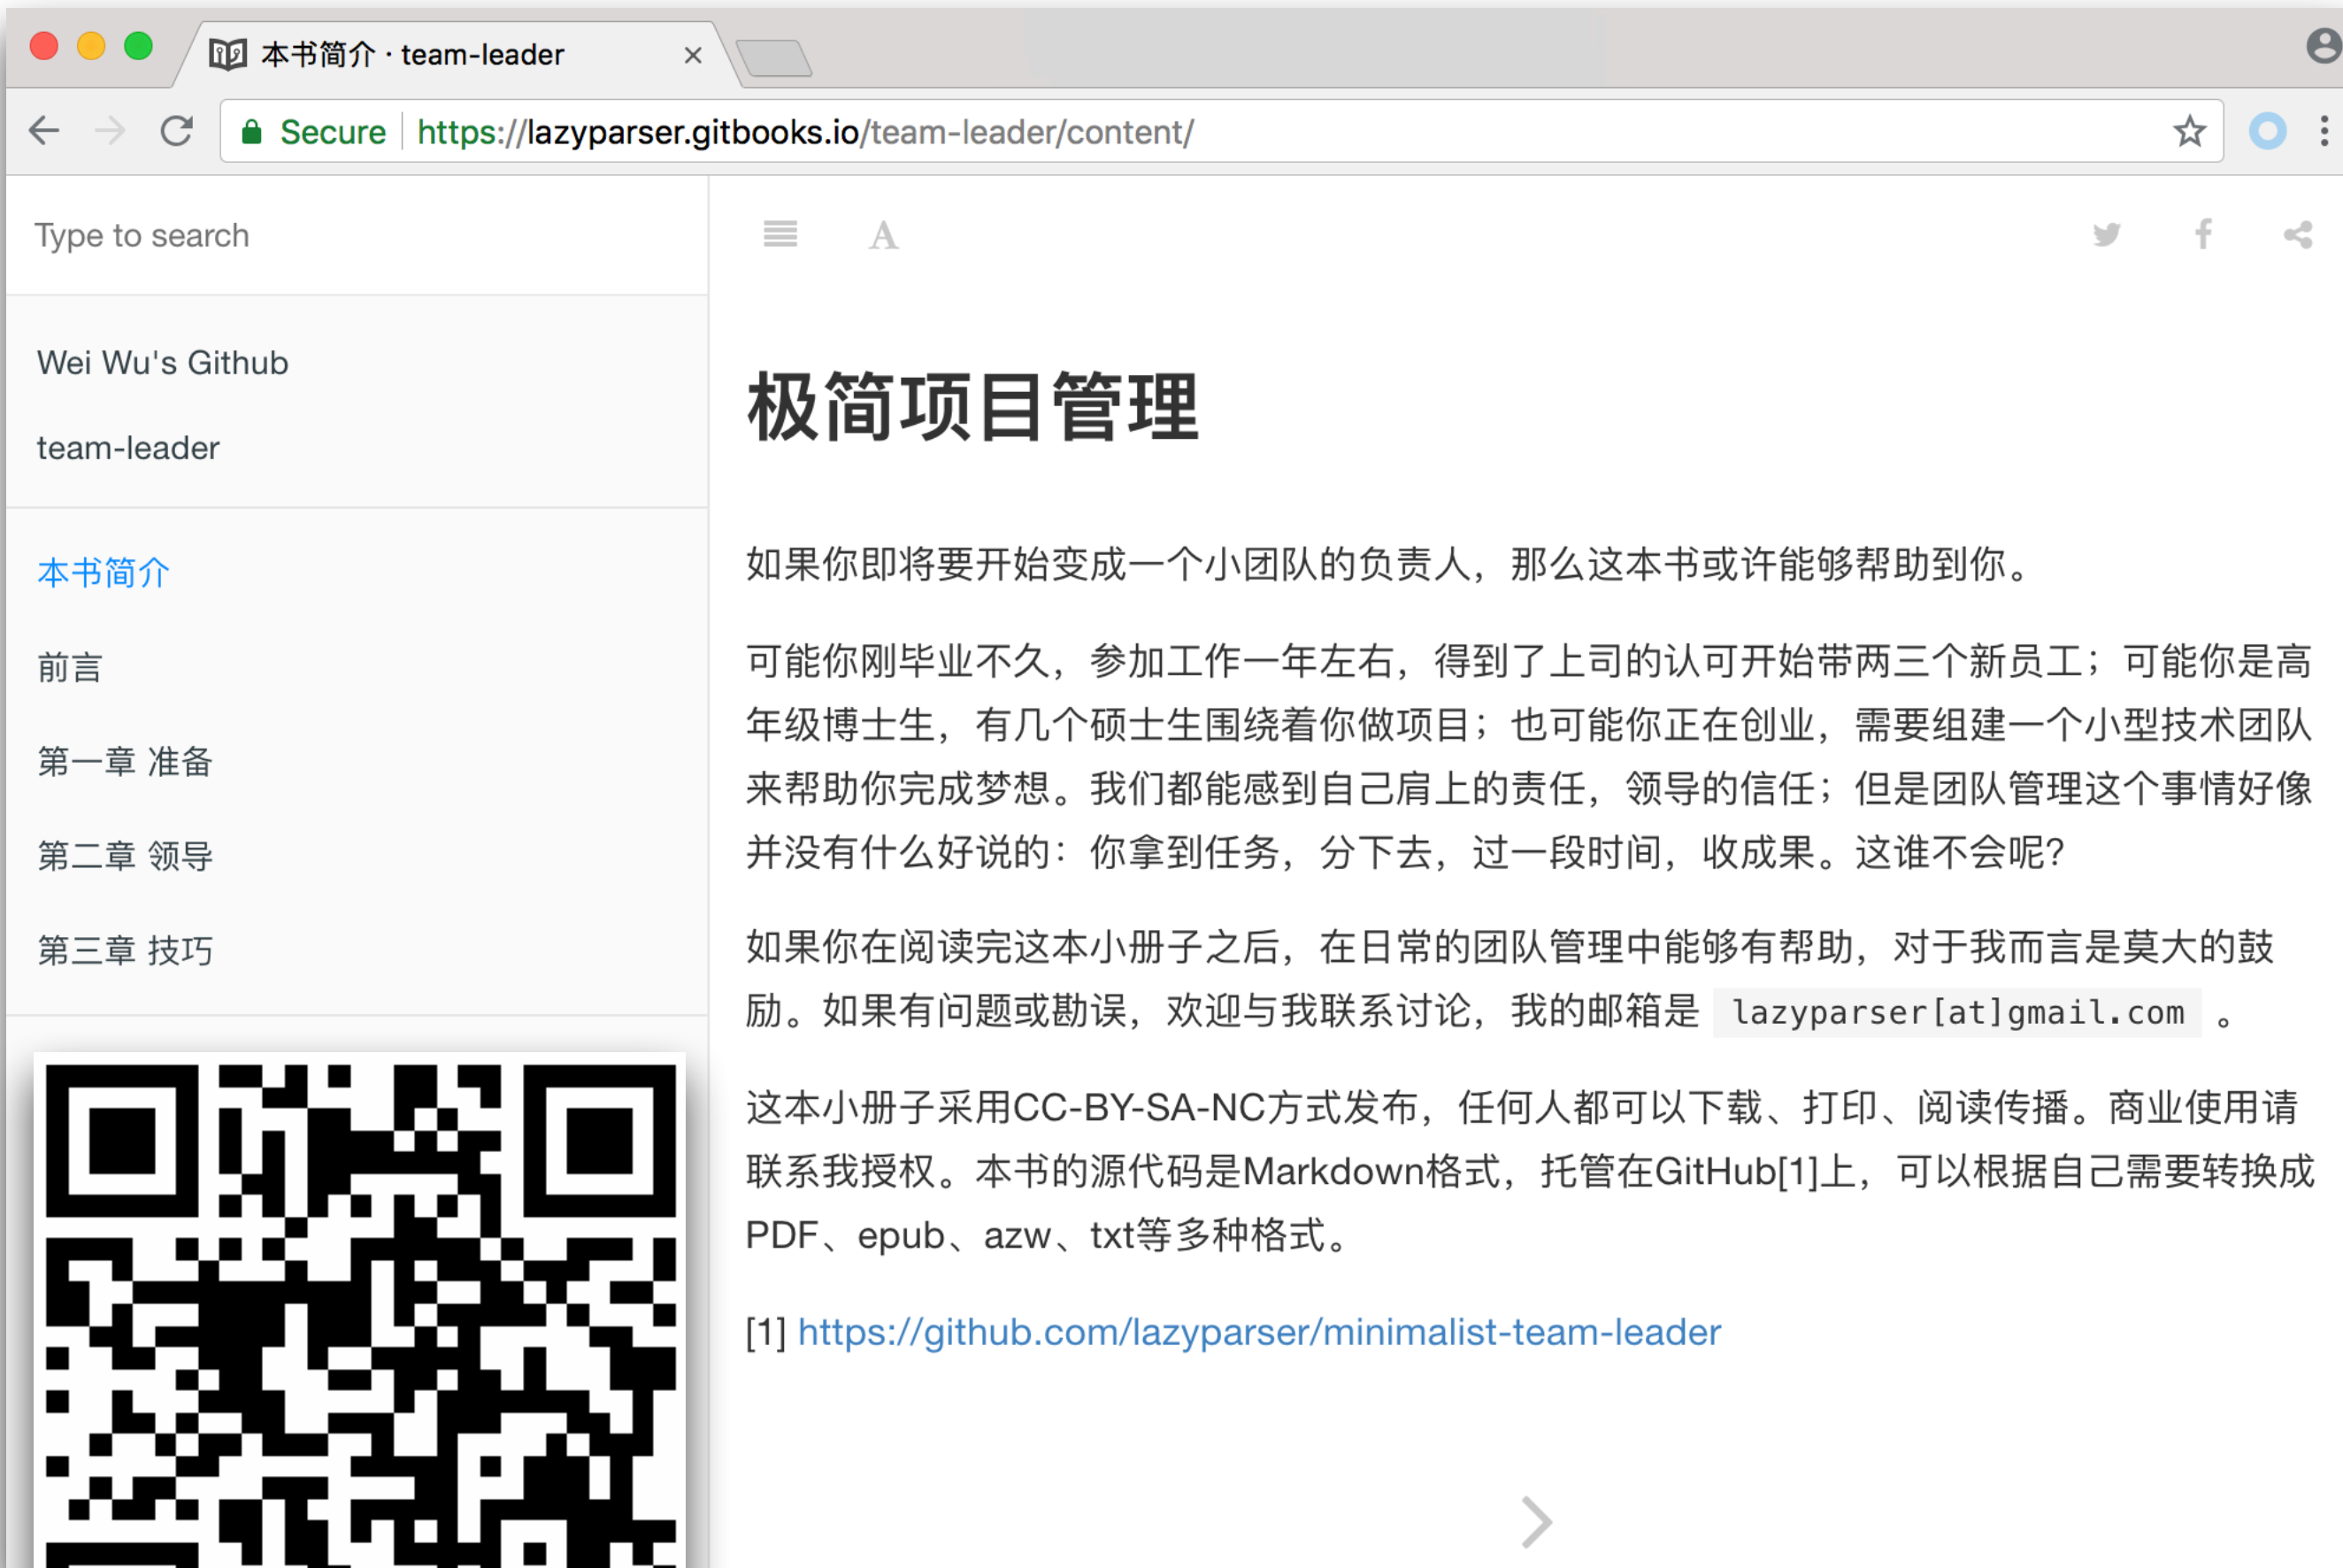 本书简介 · team-leader
Secure https://lazyparser.gitbooks.io/team-leader/content/
Type to search
A
Wei Wu's Github
team-leader
本书简介
前言
第一章 准备
第二章 领导
第三章 技巧
极简项目管理
如果你即将要开始变成一个小团队的负责人，那么这本书或许能够帮助到你。
可能你刚毕业不久，参加工作一年左右，得到了上司的认可开始带两三个新员工；可能你是高
年级博士生，有几个硕士生围绕着你做项目；也可能你正在创业，需要组建一个小型技术团队
来帮助你完成梦想。我们都能感到自己肩上的责任，领导的信任；但是团队管理这个事情好像
并没有什么好说的：你拿到任务，分下去，过一段时间，收成果。这谁不会呢?
如果你在阅读完这本小册子之后，在日常的团队管理中能够有帮助，对于我而言是莫大的鼓
励。如果有问题或勘误，欢迎与我联系讨论，我的邮箱是 lazyparser[at]gmail.com 。
这本小册子采用CC-BY-SA-NC方式发布，任何人都可以下载、打印、阅读传播。商业使用请
联系我授权。本书的源代码是Markdown格式，托管在GitHub[1]上，可以根据自己需要转换成
PDF、epub、azw、txt等多种格式。
[1] https://github.com/lazyparser/minimalist-team-leader